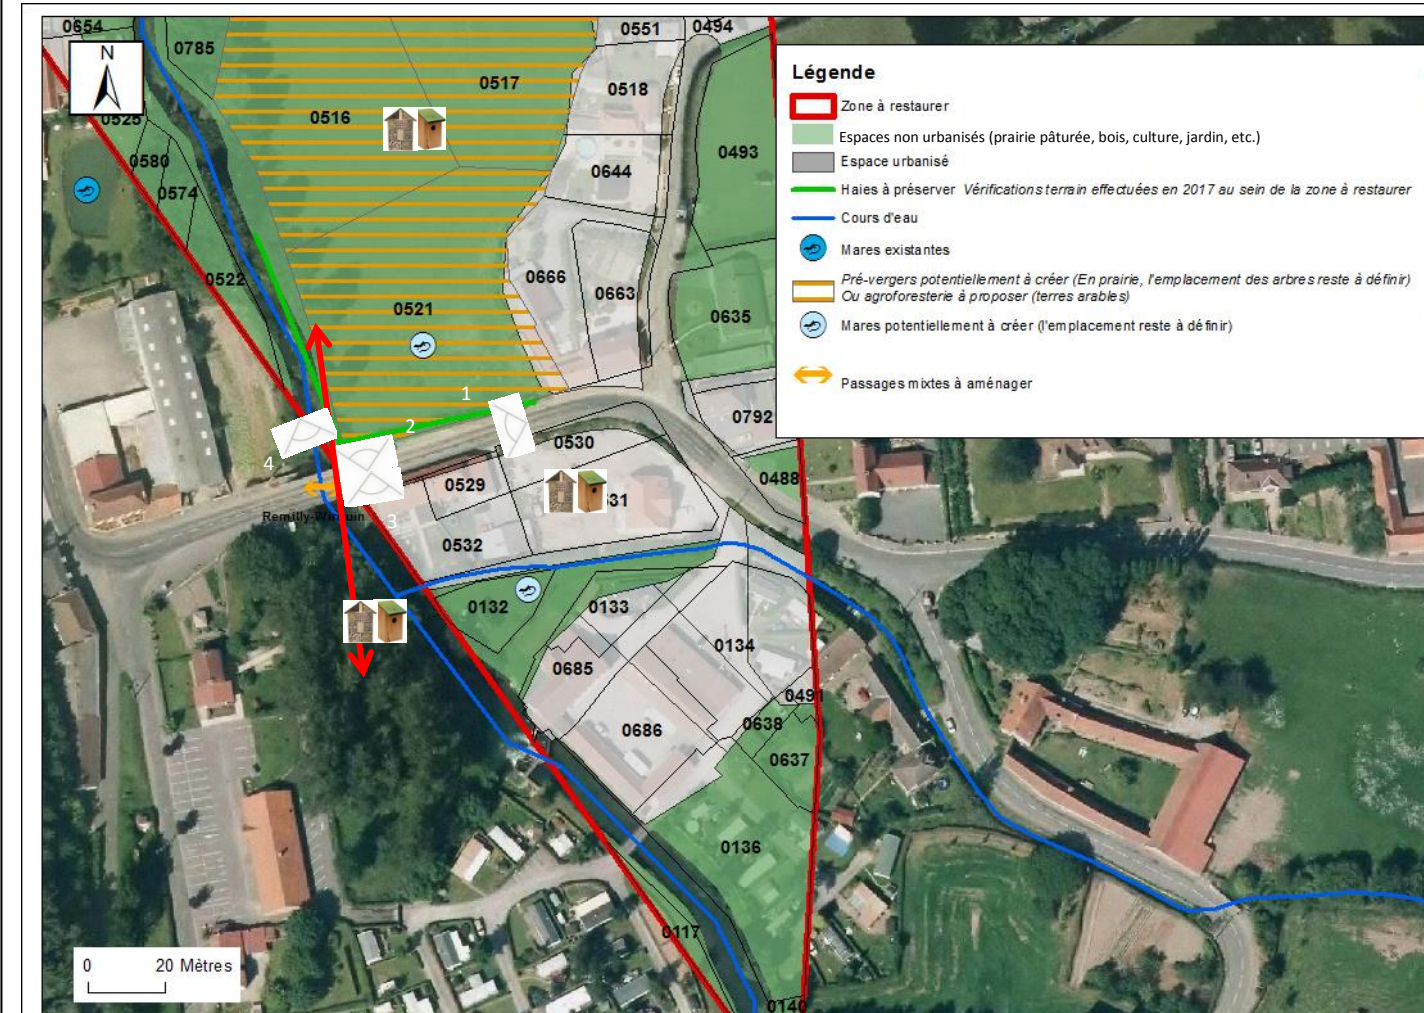 0654
0785
0551
0494
N
0517
0518
0516
0525
0580
0574
0644
0493
0522
0666
0663
0521
0635
Légende
Zone à restaurer
Espaces non urbanisés (prairie pâturée, bois, culture, jardin, etc.)
Espace urbanisé
Haies à préserver Vérifications terrain effectuées en 2017 au sein de la zone à restaurer
Cours d'eau
Mares existantes
Pré-vergers potentiellement à créer (En prairie, l'emplacement des arbres reste à définir)
Ou agroforesterie à proposer (terres arables)
Mares potentiellement à créer (l'emplacement reste à définir)
Passages mixtes à aménager
1
2
4
3
0792
0530
0488
0529
31
0532
0132
0133
0134
0685
0491
0686
0638
0637
0136
0117
0140
0 20 Mètres